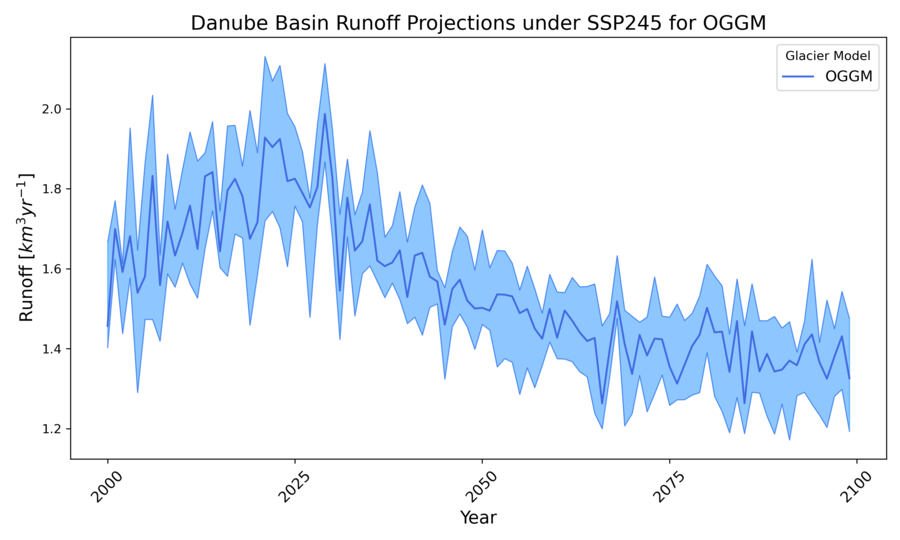 Danube Basin Runoff Projections under SSP245 for OGGM
Glacier Model
OGGM
2.0
1.8
1.6
1.4
1.2
Runoff [km³yr⁻¹]
2000
2025
2050
2075
2100
Year